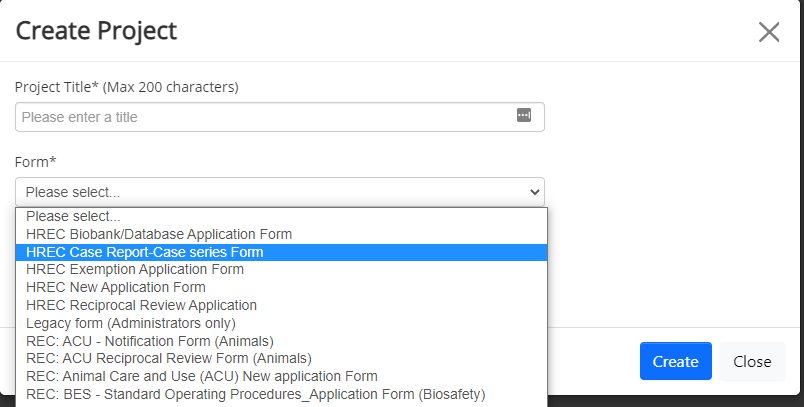 Create Project
Project Title* (Max 200 characters)
Please enter a title
Form*
Please select...
Please select...
HREC Biobank/Database Application Form
HREC Case Report-Case series Form
HREC Exemption Application Form
HREC New Application Form
HREC Reciprocal Review Application
Legacy form (Administrators only)
REC: ACU - Notification Form (Animals)
REC: ACU Reciprocal Review Form (Animals)
REC: Animal Care and Use (ACU) New application Form
REC: BES - Standard Operating Procedures_Application Form (Biosafety)
Create
Close